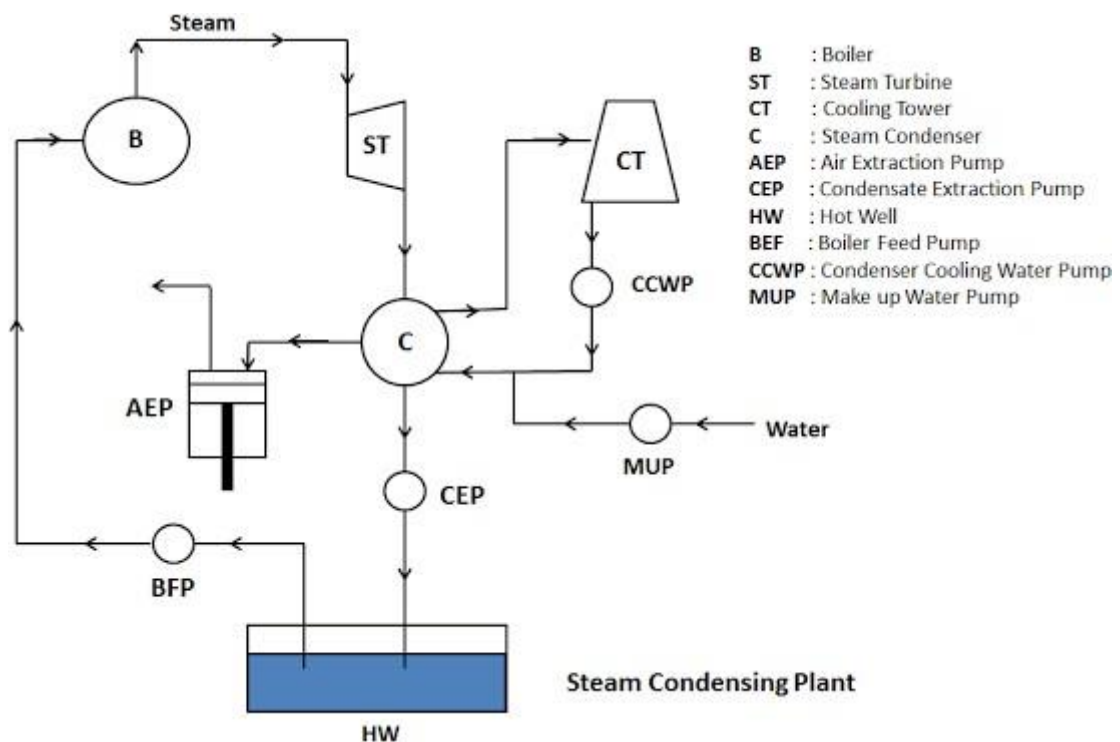 Steam
B
ST
CT
C
CCWP
AEP
MUP
Water
CEP
BFP
HW
Steam Condensing Plant
B : Boiler
ST : Steam Turbine
CT : Cooling Tower
C : Steam Condenser
AEP : Air Extraction Pump
CEP : Condensate Extraction Pump
HW : Hot Well
BEF : Boiler Feed Pump
CCWP : Condenser Cooling Water Pump
MUP : Make up Water Pump